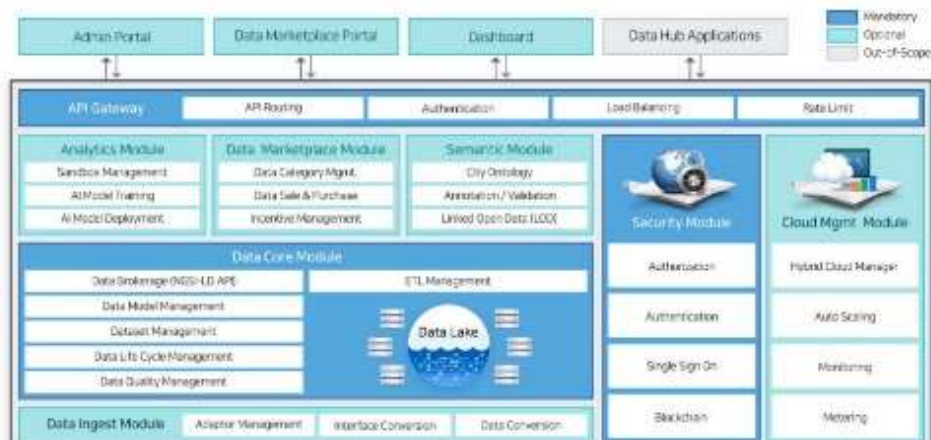 Mandatory
Optional
Out-of-Scope
Admin Portal
Data Marketplace Portal
Dashboard
Data Hub Applications
API Gateway
API Routing
Authentication
Load Balancing
Rate Limit
Analytics Module
Sandbox Management
AI Model Training
AI Model Deployment
Data Marketplace Module
Data Category Mgmt.
Data Sale & Purchase
Incentive Management
Semantic Module
City Ontology
Annotation / Validation
Linked Open Data (LOD)
Security Module
Authorization
Authentication
Single Sign On
Blockchain
Cloud Mgmt Module
Hybrid Cloud Manager
Auto Scaling
Monitoring
Metering
Data Core Module
Data Brokerage (NGSI-LD API)
ETL Management
Data Model Management
Dataset Management
Data Life Cycle Management
Data Quality Management
Data Lake
Data Ingest Module
Adaptor Management
Interface Conversion
Data Conversion